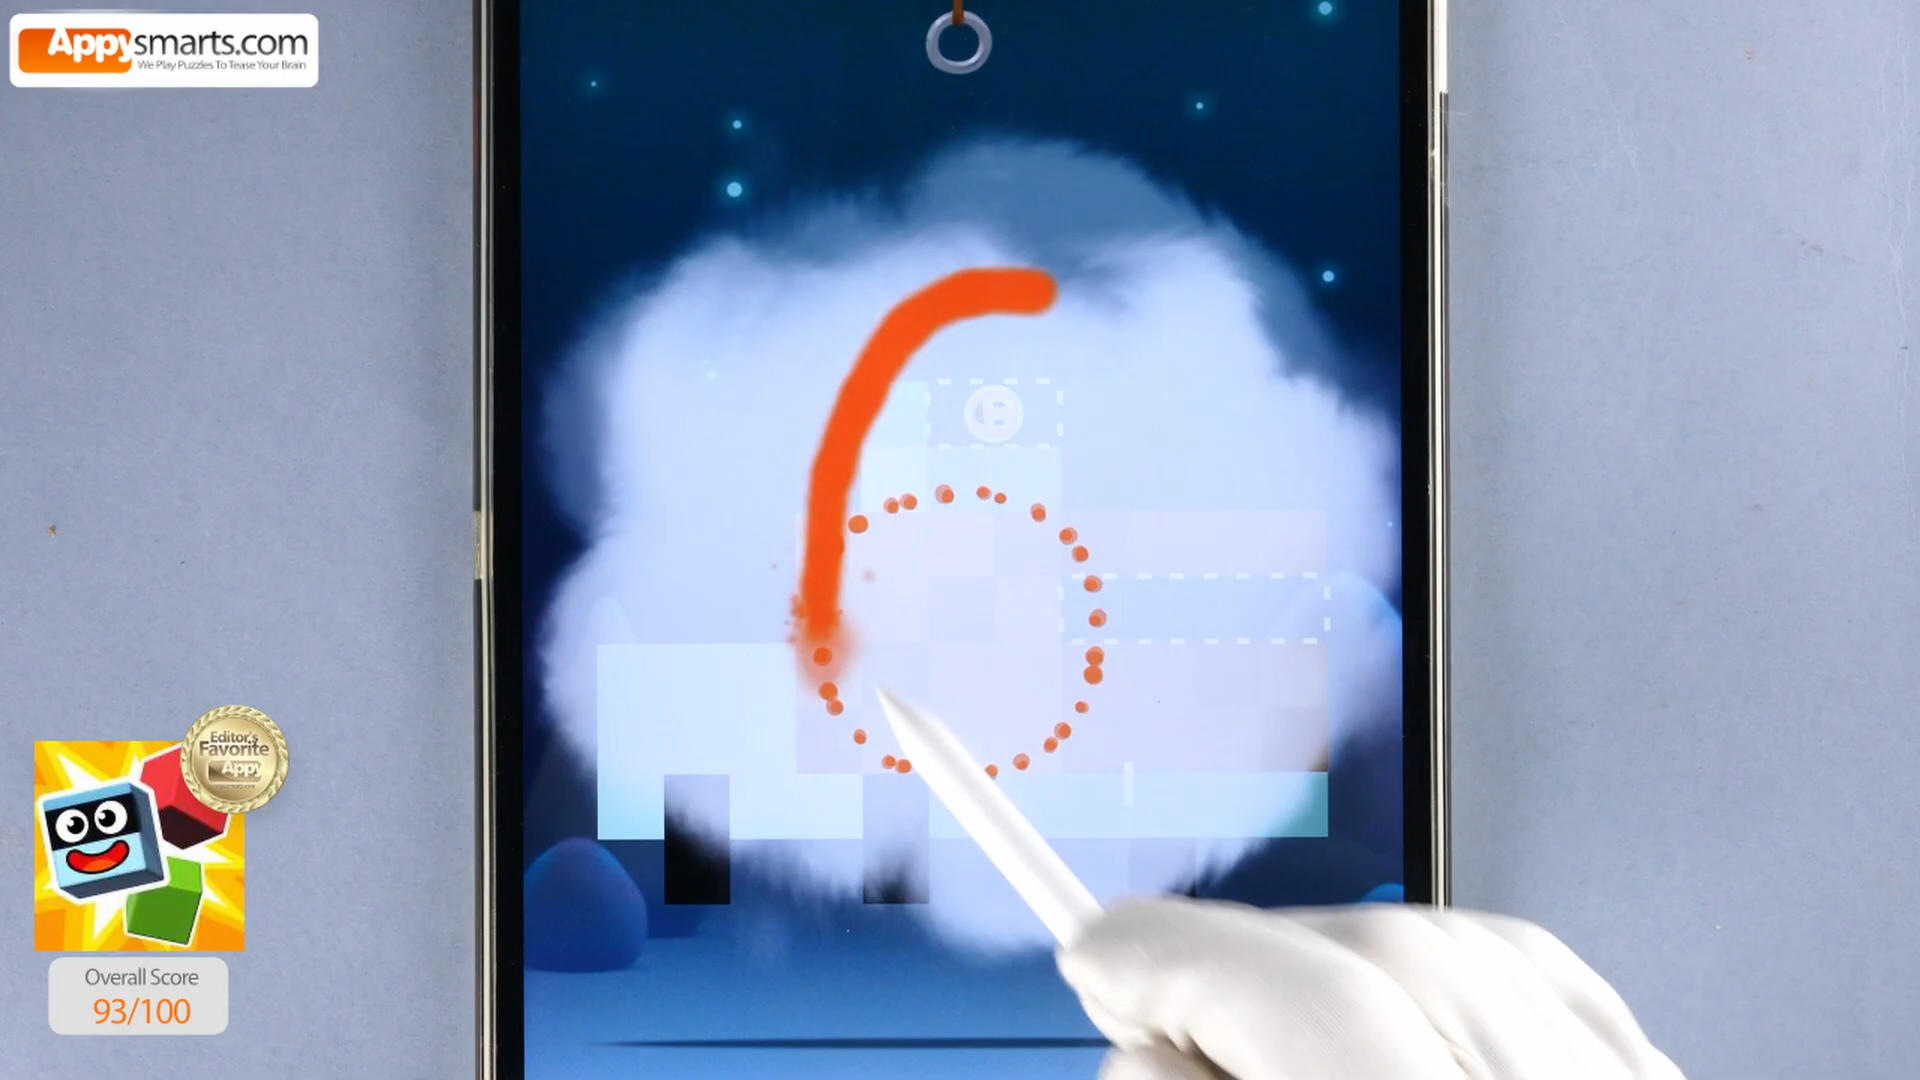 Appysmarts.com
We Play Puzzles To Tease Your Brain
Editor's
Favorite
Appy
Overall Score
93/100